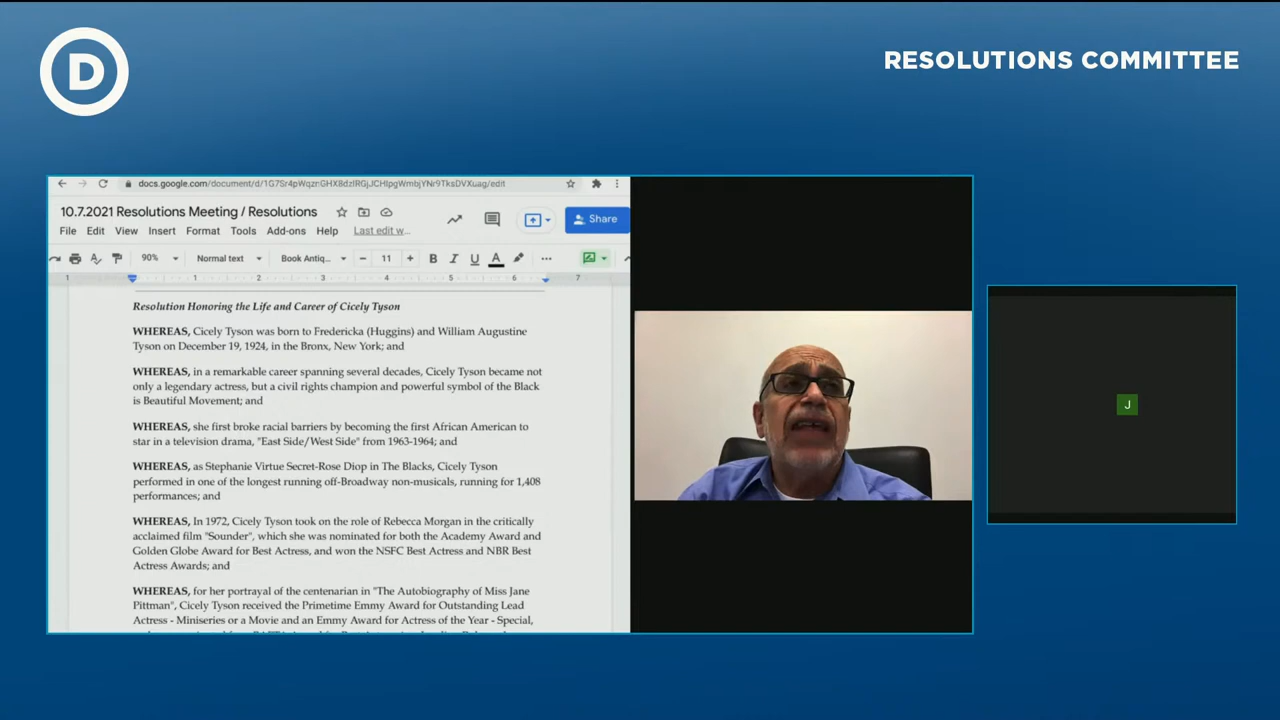 D
RESOLUTIONS COMMITTEE
10.7.2021 Resolutions Meeting / Resolutions
Share
File Edit View Insert Format Tools Add-ons Help Last edit w...
90% Normal text Book Antiq... 11 B I U A
1 1 2 3 4 5 6 7
Resolution Honoring the Life and Career of Cicely Tyson
WHEREAS, Cicely Tyson was born to Fredericka (Huggins) and William Augustine
Tyson on December 19, 1924, in the Bronx, New York; and
WHEREAS, in a remarkable career spanning several decades, Cicely Tyson became not
only a legendary actress, but a civil rights champion and powerful symbol of the Black
is Beautiful Movement; and
WHEREAS, she first broke racial barriers by becoming the first African American to
star in a television drama, "East Side/West Side" from 1963-1964; and
WHEREAS, as Stephanie Virtue Secret-Rose Diop in The Blacks, Cicely Tyson
performed in one of the longest running off-Broadway non-musicals, running for 1,408
performances; and
WHEREAS, In 1972, Cicely Tyson took on the role of Rebecca Morgan in the critically
acclaimed film "Sounder", which she was nominated for both the Academy Award and
Golden Globe Award for Best Actress, and won the NSFC Best Actress and NBR Best
Actress Awards; and
WHEREAS, for her portrayal of the centenarian in "The Autobiography of Miss Jane
Pittman", Cicely Tyson received the Primetime Emmy Award for Outstanding Lead
Actress - Miniseries or a Movie and an Emmy Award for Actress of the Year - Special,
J